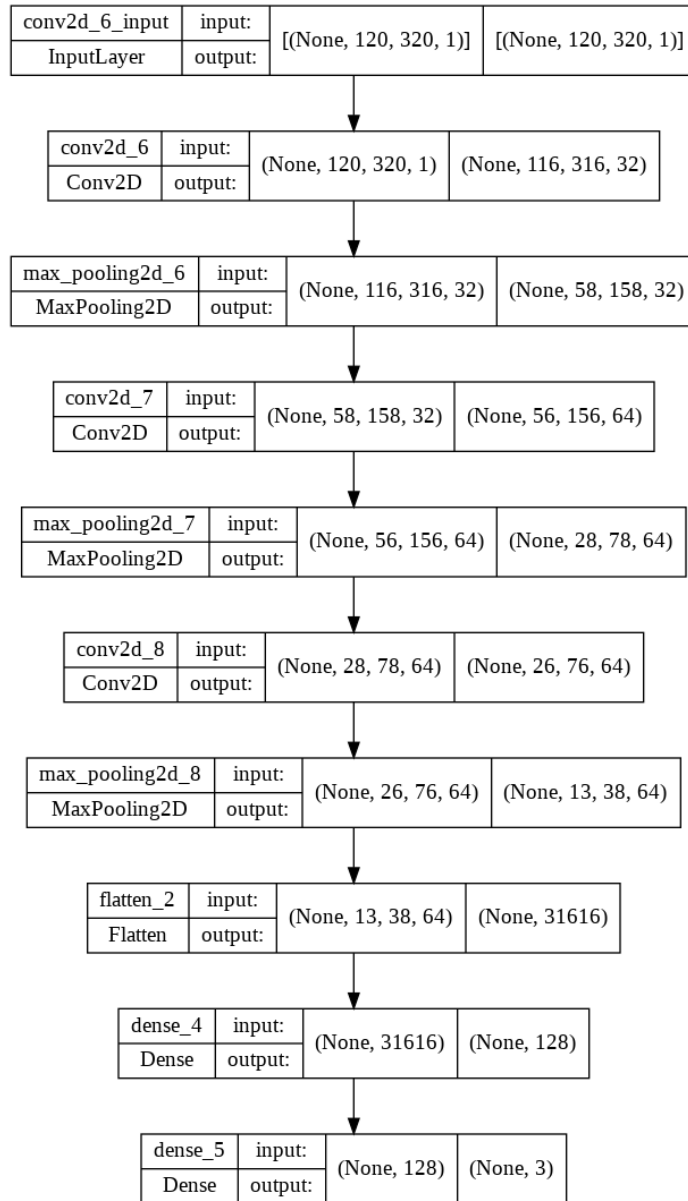 conv2d_6_input input: [(None, 120, 320, 1)] [(None, 120, 320, 1)]
InputLayer output:
conv2d_6 input: (None, 120, 320, 1) (None, 116, 316, 32)
Conv2D output:
max_pooling2d_6 input: (None, 116, 316, 32) (None, 58, 158, 32)
MaxPooling2D output:
conv2d_7 input: (None, 58, 158, 32) (None, 56, 156, 64)
Conv2D output:
max_pooling2d_7 input: (None, 56, 156, 64) (None, 28, 78, 64)
MaxPooling2D output:
conv2d_8 input: (None, 28, 78, 64) (None, 26, 76, 64)
Conv2D output:
max_pooling2d_8 input: (None, 26, 76, 64) (None, 13, 38, 64)
MaxPooling2D output:
flatten_2 input: (None, 13, 38, 64) (None, 31616)
Flatten output:
dense_4 input: (None, 31616) (None, 128)
Dense output:
dense_5 input: (None, 128) (None, 3)
Dense output: